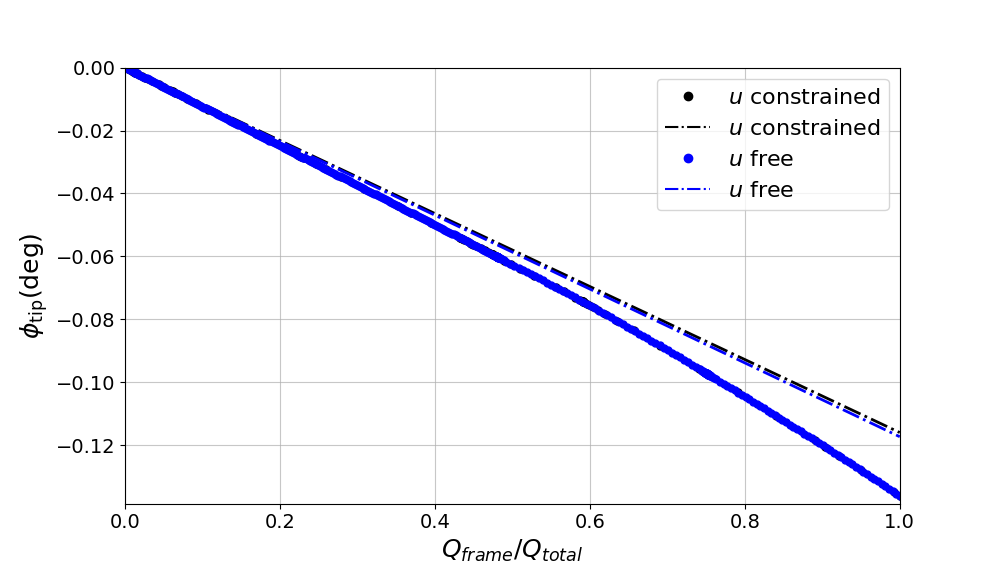 0.00
−0.02
−0.04
−0.06
−0.08
−0.10
−0.12
ϕtip(deg)
u constrained
u constrained
u free
u free
0.0 0.2 0.4 0.6 0.8 1.0
Qframe/Qtotal